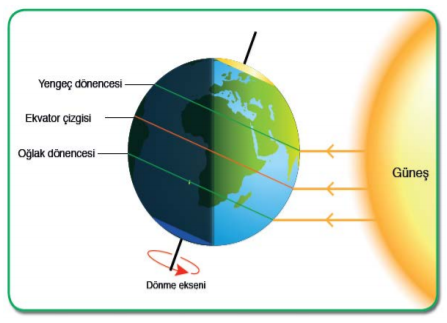 Yengeç dönencesi
Ekvator çizgisi
Oğlak dönencesi
Güneş
Dönme ekseni